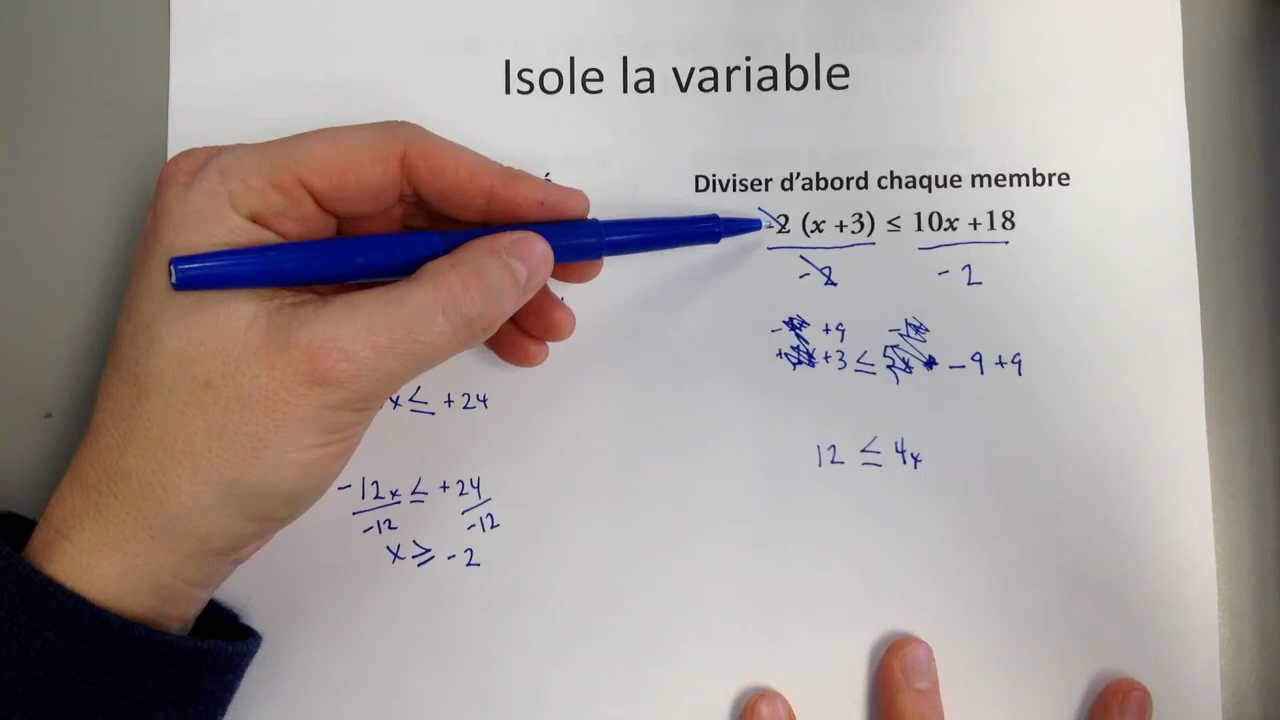 Isole la variable
x ≤ +24
-12x ≤ +24
-12 -12
x ≥ -2
Diviser d'abord chaque membre
-2 (x +3) ≤ 10x +18
-2 -2
+9
+3 ≤ -9 +9
12 ≤ 4x